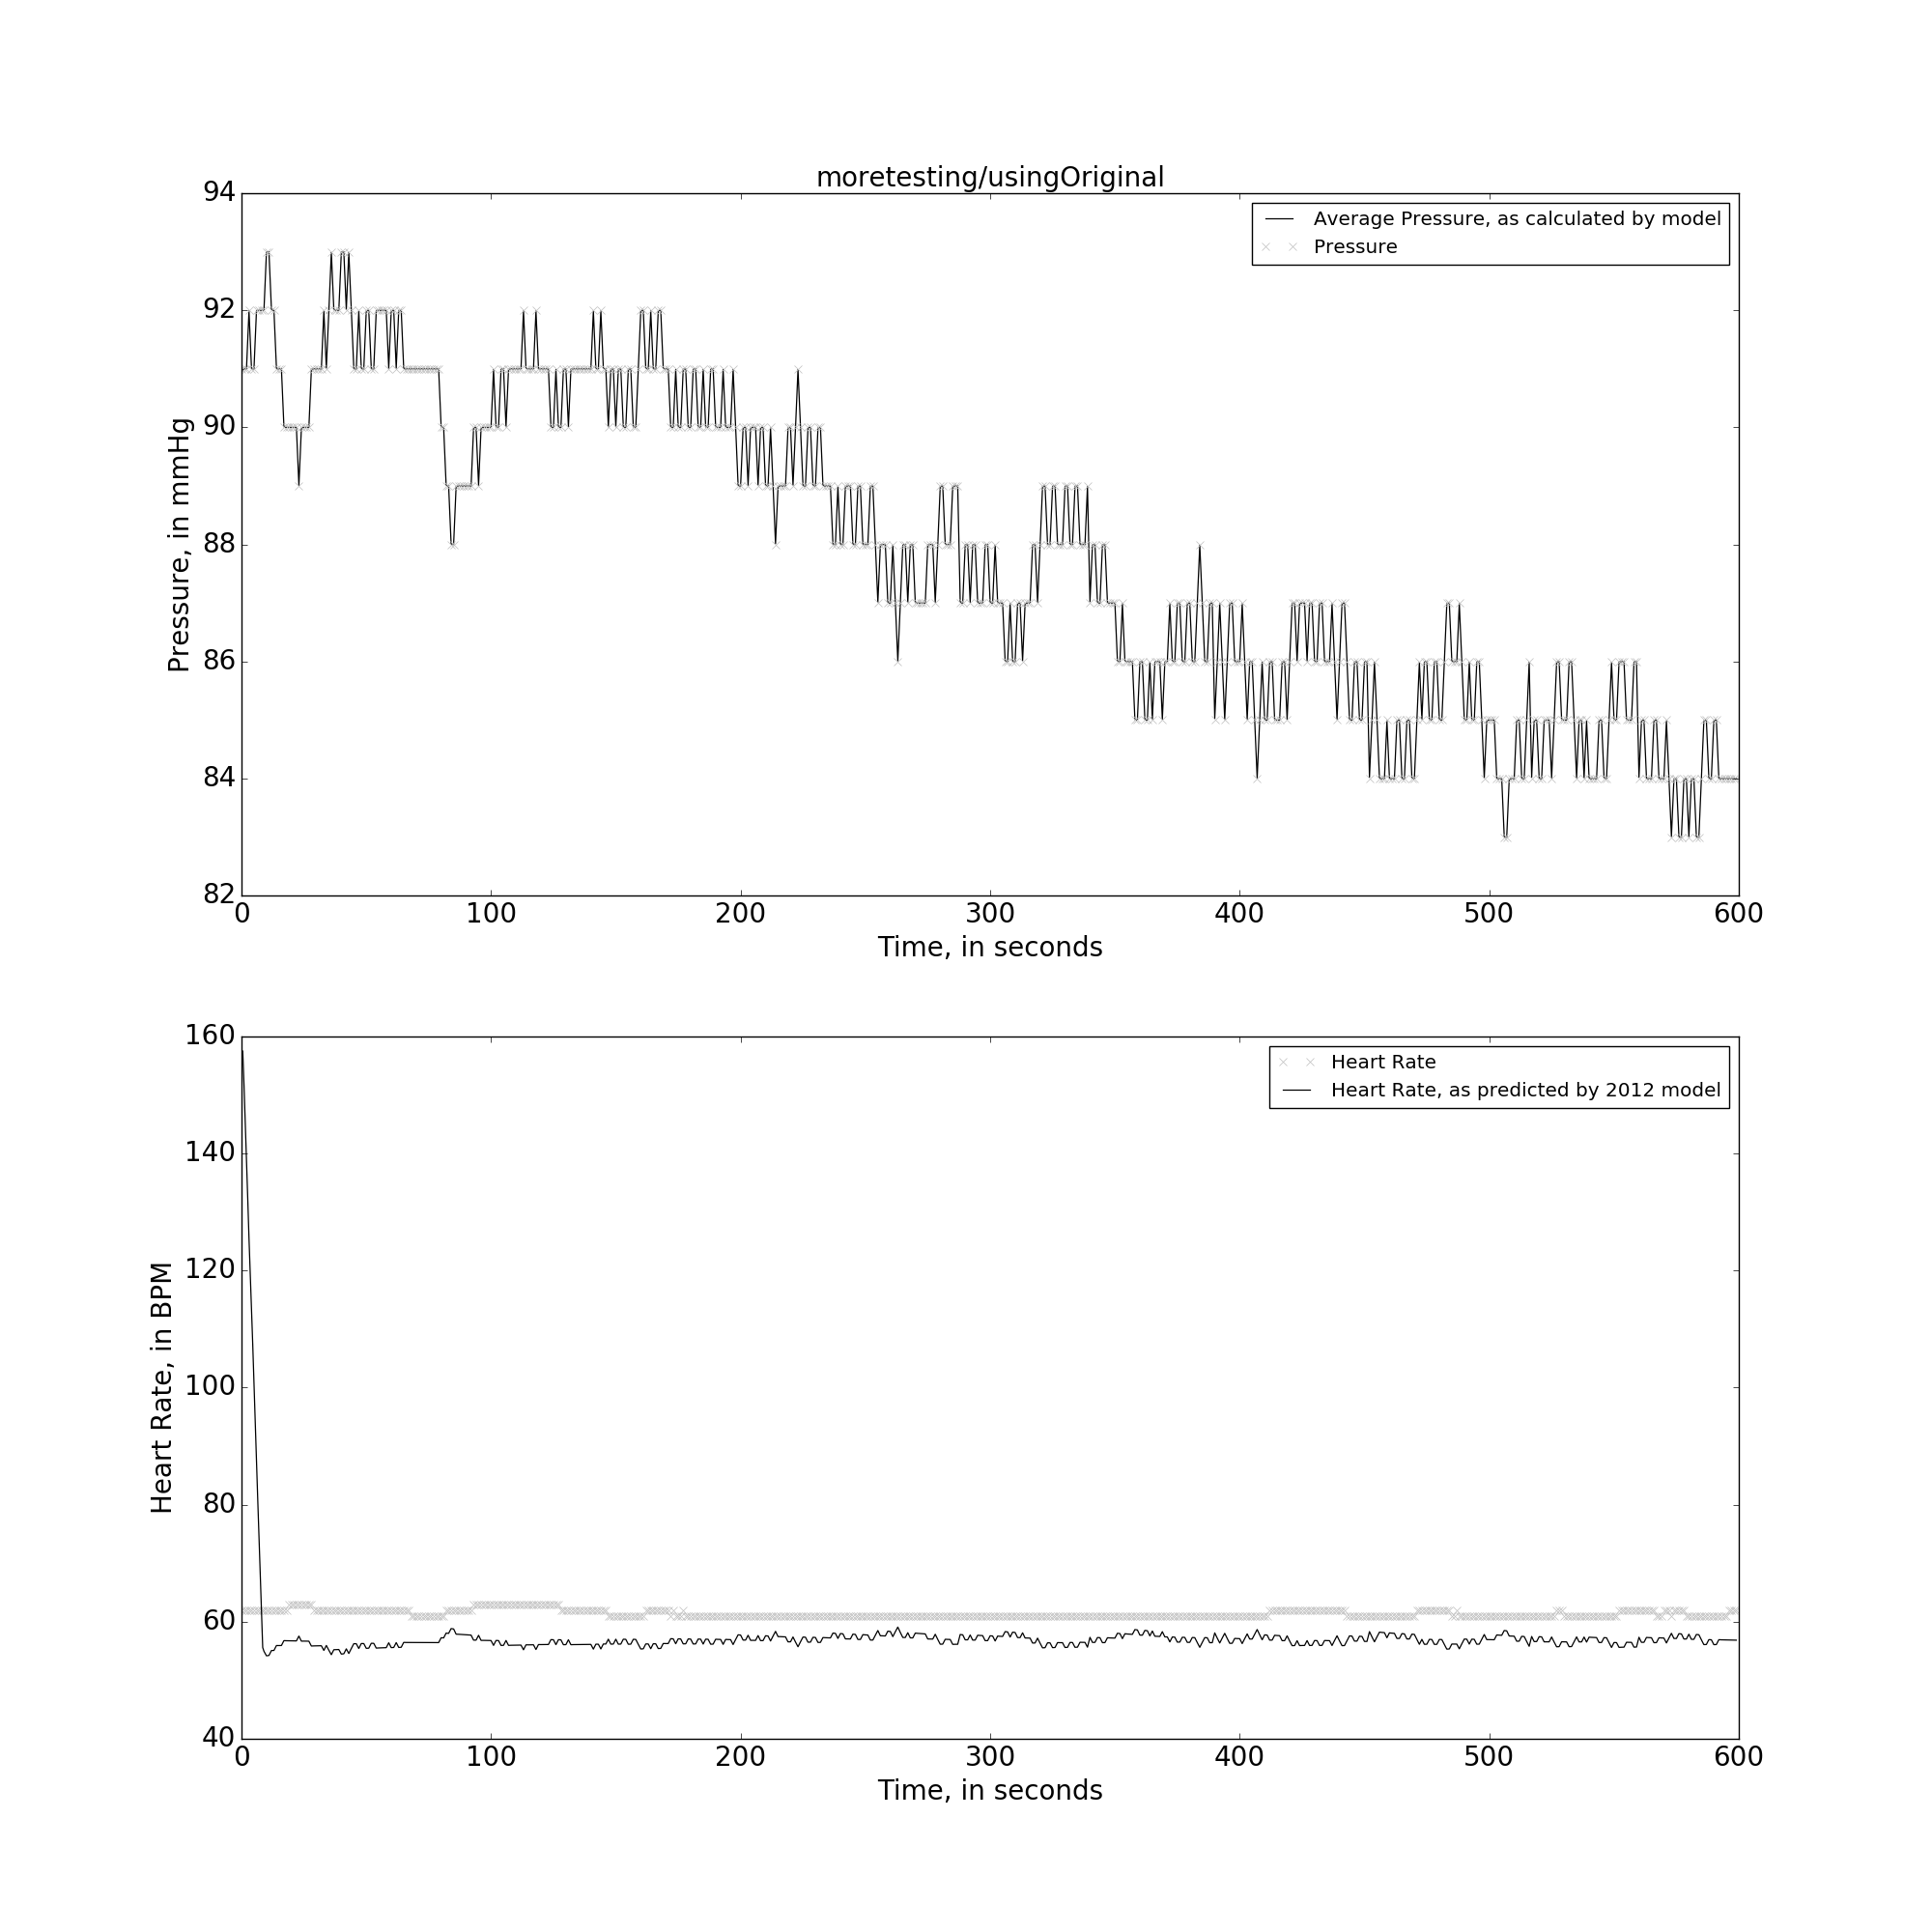 moretesting/usingOriginal
94
92
90
88
86
84
82
Pressure, in mmHg
Average Pressure, as calculated by model
Pressure
0 100 200 300 400 500 600
Time, in seconds
160
140
120
100
80
60
40
Heart Rate, in BPM
Heart Rate
Heart Rate, as predicted by 2012 model
0 100 200 300 400 500 600
Time, in seconds